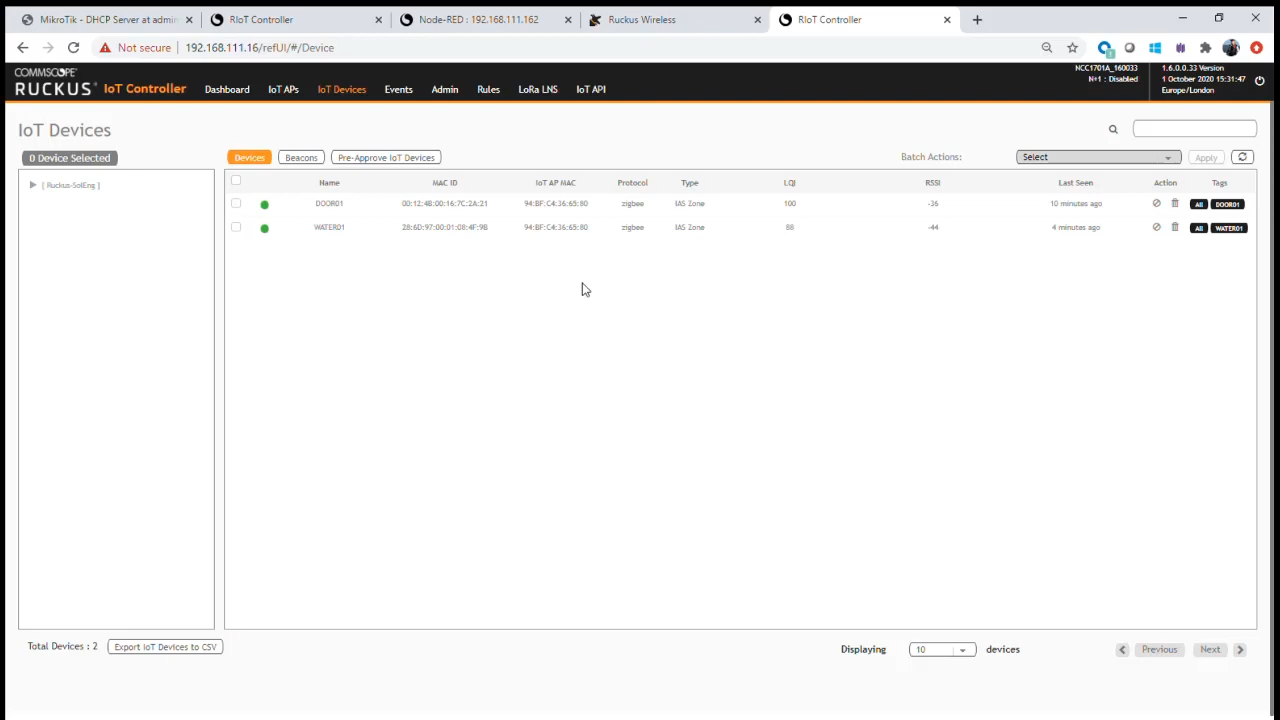 MikroTik - DHCP Server at admin
RIoT Controller
Node-RED : 192.168.111.162
Ruckus Wireless
RIoT Controller
Not secure
192.168.111.16/refUI/#/Device
COMMSCOPE
RUCKUS IoT Controller
Dashboard
IoT APs
IoT Devices
Events
Admin
Rules
LoRa LNS
IoT API
NCC1701A_160033
N+1 : Disabled
1.6.0.0.33 Version
1 October 2020 15:31:47
Europe/London
IoT Devices
0 Device Selected
Devices
Beacons
Pre-Approve IoT Devices
Batch Actions:
Select
Apply
[ Ruckus-SolEng ]
Name MAC ID IoT AP MAC Protocol Type LQI RSSI Last Seen Action Tags
DOOR01 00:12:4B:00:16:7C:2A:21 94:BF:C4:36:65:80 zigbee IAS Zone 100 -36 10 minutes ago All DOOR01
WATER01 28:6D:97:00:01:08:4F:9B 94:BF:C4:36:65:80 zigbee IAS Zone 88 -44 4 minutes ago All WATER01
Total Devices : 2
Export IoT Devices to CSV
Displaying 10 devices
Previous
Next